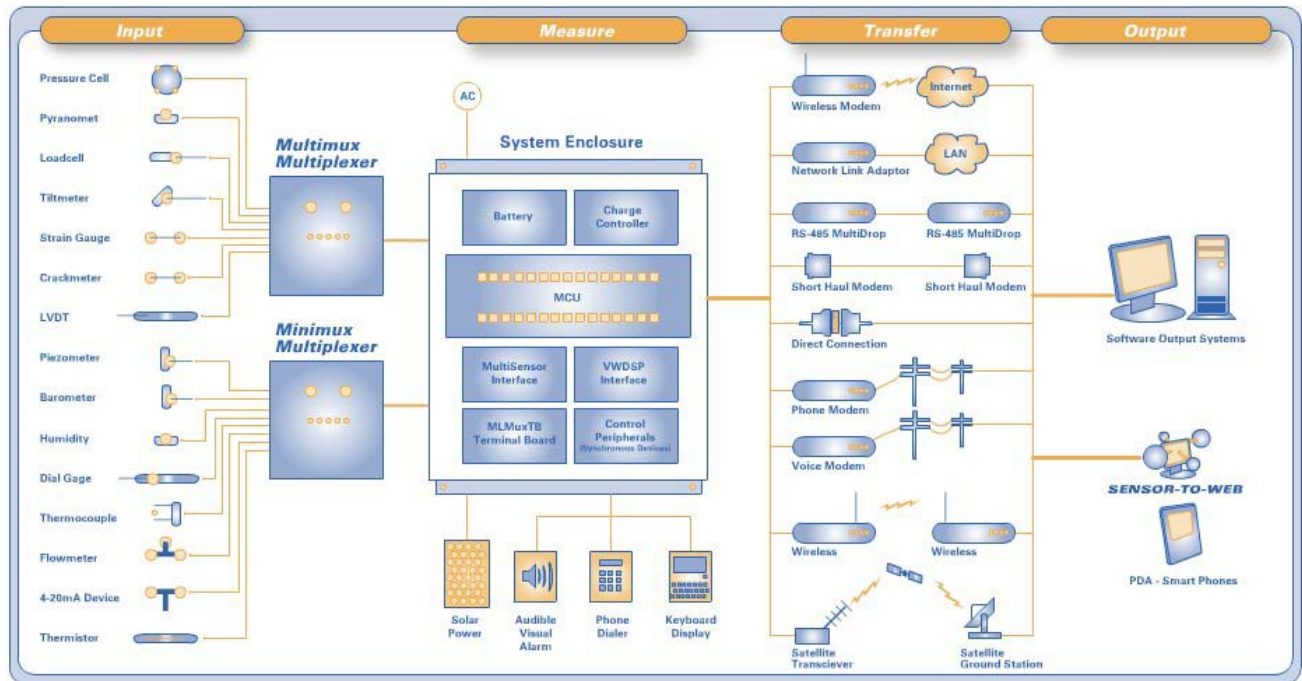 Input
Measure
Transfer
Output
Pressure Cell
Pyranomet
Loadcell
Tiltmeter
Strain Gauge
Crackmeter
LVDT
Piezometer
Barometer
Humidity
Dial Gage
Thermocouple
Flowmeter
4-20mA Device
Thermistor
Multimux
Multiplexer
Minimux
Multiplexer
AC
System Enclosure
Battery
Charge
Controller
MCU
MultiSensor
Interface
VWDSP
Interface
MLMuxTB
Terminal Board
Control
Peripherals
(Synchronous Devices)
Solar
Power
Audible
Visual
Alarm
Phone
Dialer
Keyboard
Display
Wireless Modem
Internet
Network Link Adaptor
LAN
RS-485 MultiDrop
RS-485 MultiDrop
Short Haul Modem
Short Haul Modem
Direct Connection
Phone Modem
Voice Modem
Wireless
Wireless
Satellite
Transciever
Satellite
Ground Station
Software Output Systems
SENSOR-TO-WEB
PDA - Smart Phones